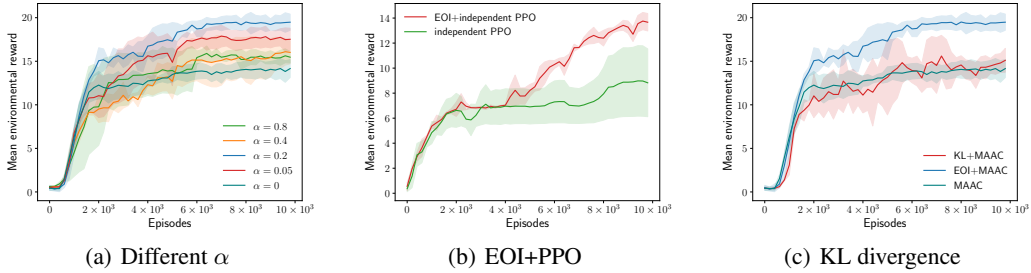 Mean environmental reward
20
15
10
5
0
α = 0.8
α = 0.4
α = 0.2
α = 0.05
α = 0
0 2 × 10³ 4 × 10³ 6 × 10³ 8 × 10³ 10 × 10³
Episodes
(a) Different α
Mean environmental reward
14
12
10
8
6
4
2
0
EOI+independent PPO
independent PPO
0 2 × 10³ 4 × 10³ 6 × 10³ 8 × 10³ 10 × 10³
Episodes
(b) EOI+PPO
Mean environmental reward
20
15
10
5
0
KL+MAAC
EOI+MAAC
MAAC
0 2 × 10³ 4 × 10³ 6 × 10³ 8 × 10³ 10 × 10³
Episodes
(c) KL divergence